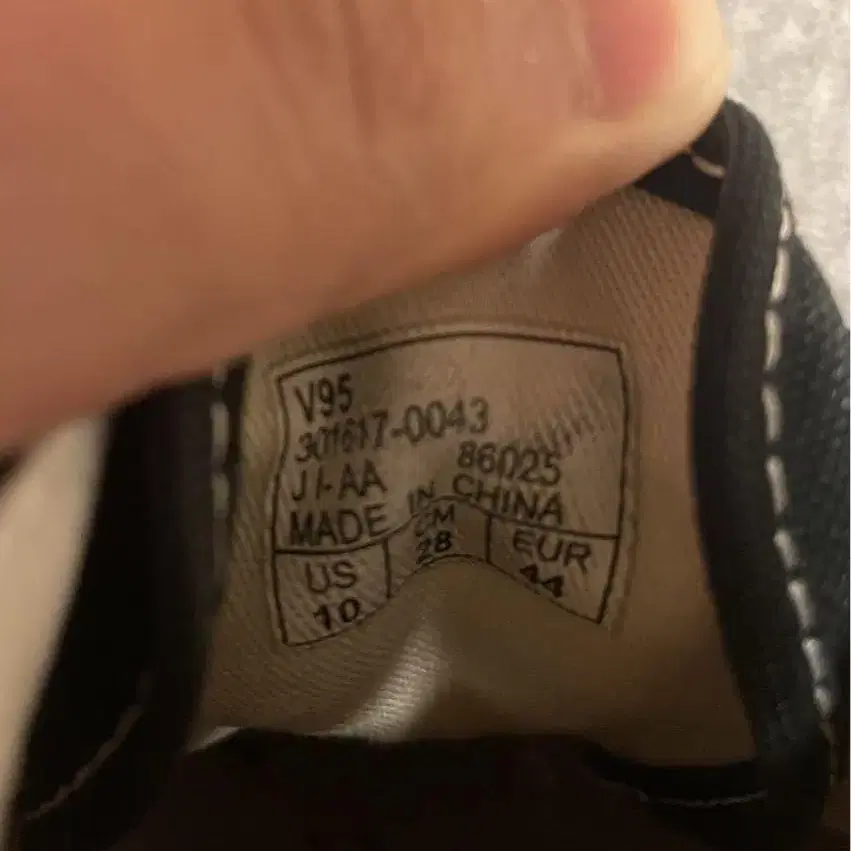 V95
301617-0043
JI-AA 86025
MADE IN CHINA
US CM EUR
10 28 44